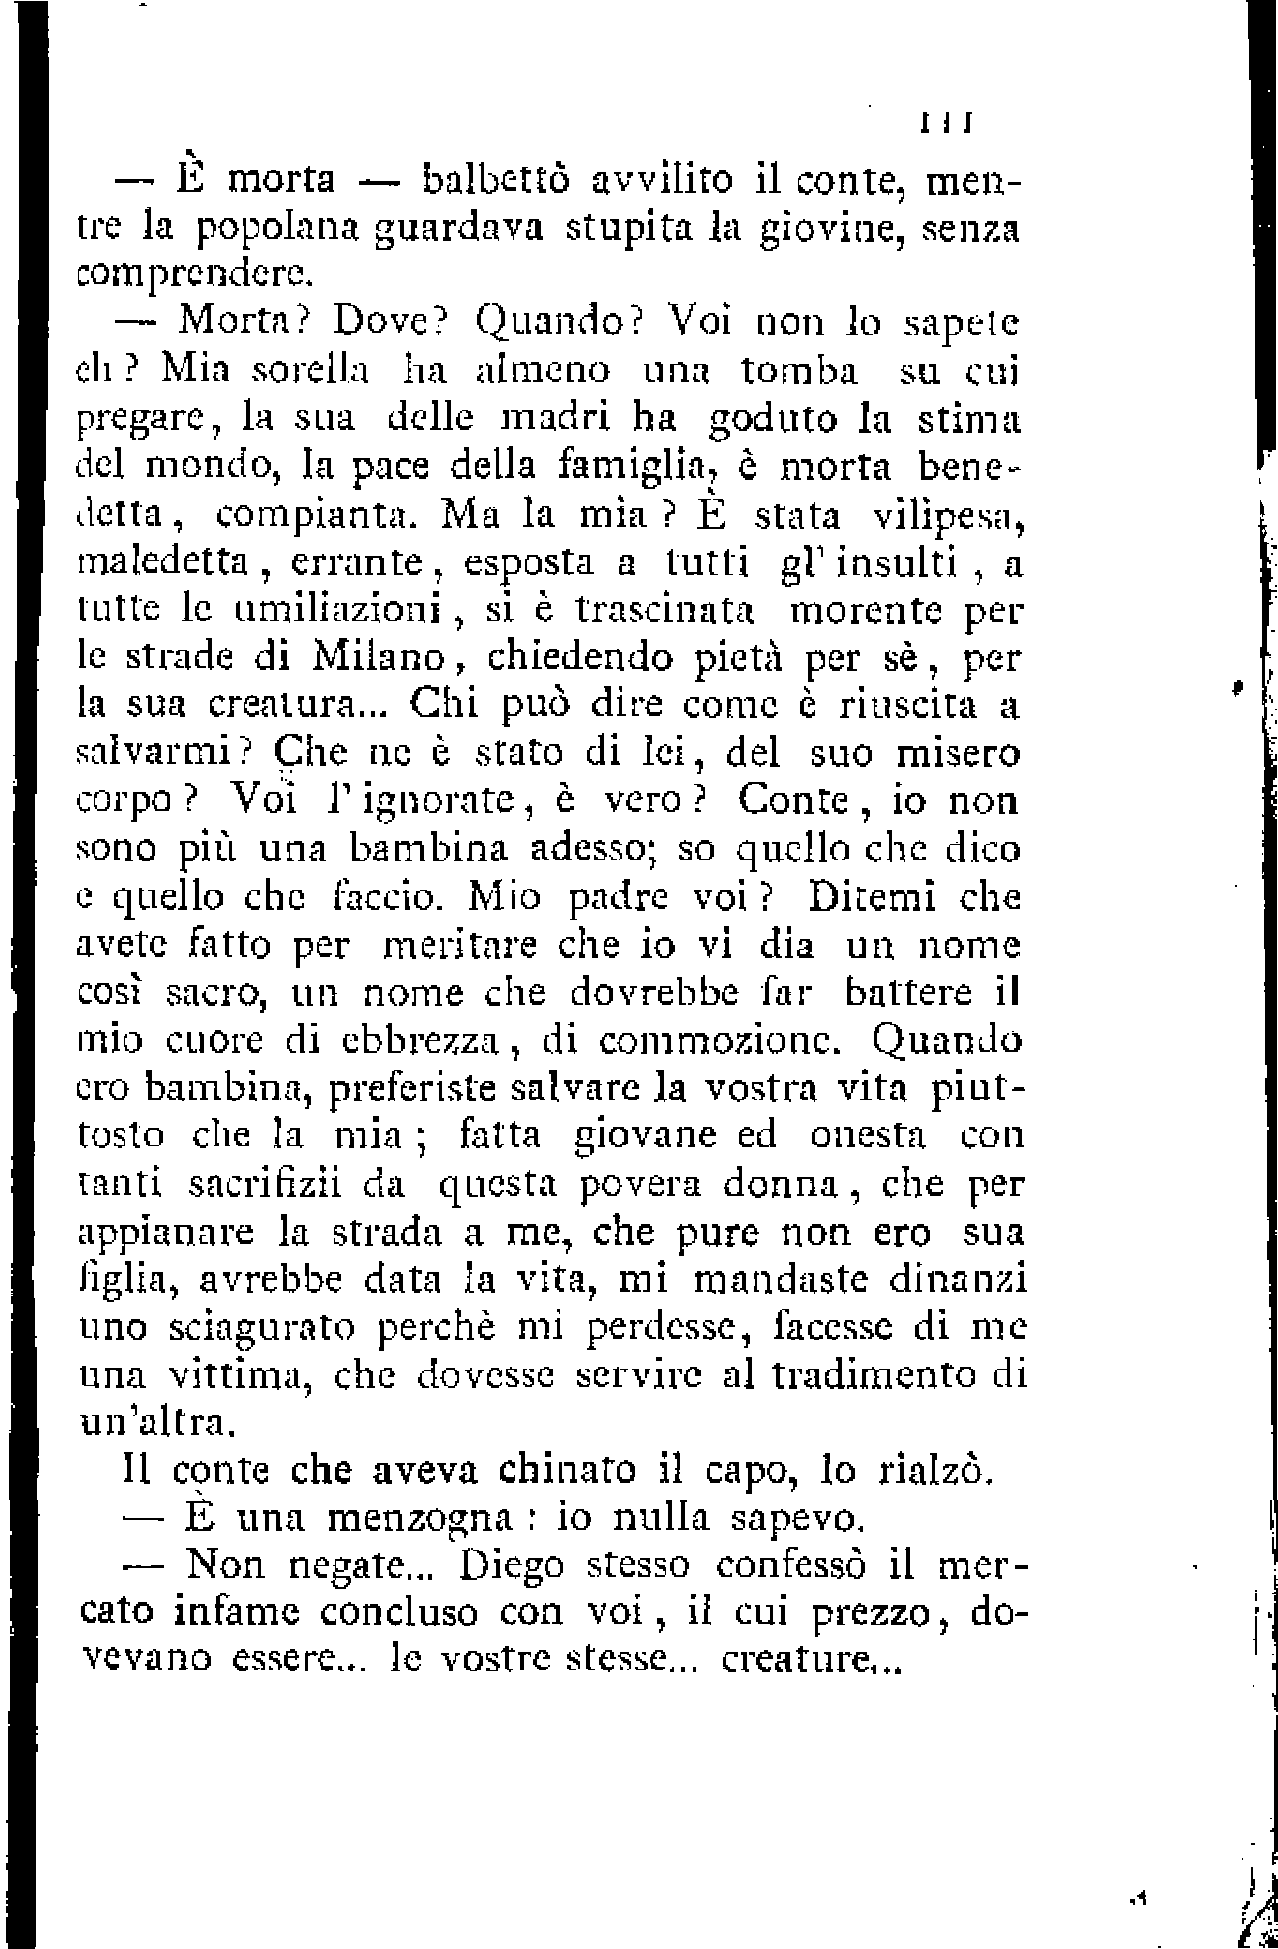 111
— È morta — balbettò avvilito il conte, men-
tre la popolana guardava stupita la giovine, senza
comprendere.
— Morta? Dove? Quando? Voi non lo sapete
eh? Mia sorella ha almeno una tomba su cui
pregare, la sua delle madri ha goduto la stima
del mondo, la pace della famiglia, è morta bene-
detta, compianta. Ma la mia? È stata vilipesa,
maledetta, errante, esposta a tutti gl'insulti, a
tutte le umiliazioni, si è trascinata morente per
le strade di Milano, chiedendo pietà per sè, per
la sua creatura... Chi può dire come è riuscita a
salvarmi? Che ne è stato di lei, del suo misero
corpo? Voi l'ignorate, è vero? Conte, io non
sono più una bambina adesso; so quello che dico
e quello che faccio. Mio padre voi? Ditemi che
avete fatto per meritare che io vi dia un nome
così sacro, un nome che dovrebbe far battere il
mio cuore di ebbrezza, di commozione. Quando
ero bambina, preferiste salvare la vostra vita piut-
tosto che la mia; fatta giovane ed onesta con
tanti sacrifizii da questa povera donna, che per
appianare la strada a me, che pure non ero sua
figlia, avrebbe data la vita, mi mandaste dinanzi
uno sciagurato perchè mi perdesse, facesse di me
una vittima, che dovesse servire al tradimento di
un'altra.
Il conte che aveva chinato il capo, lo rialzò.
— È una menzogna: io nulla sapevo.
— Non negate... Diego stesso confessò il mer-
cato infame concluso con voi, il cui prezzo, do-
vevano essere... le vostre stesse... creature...